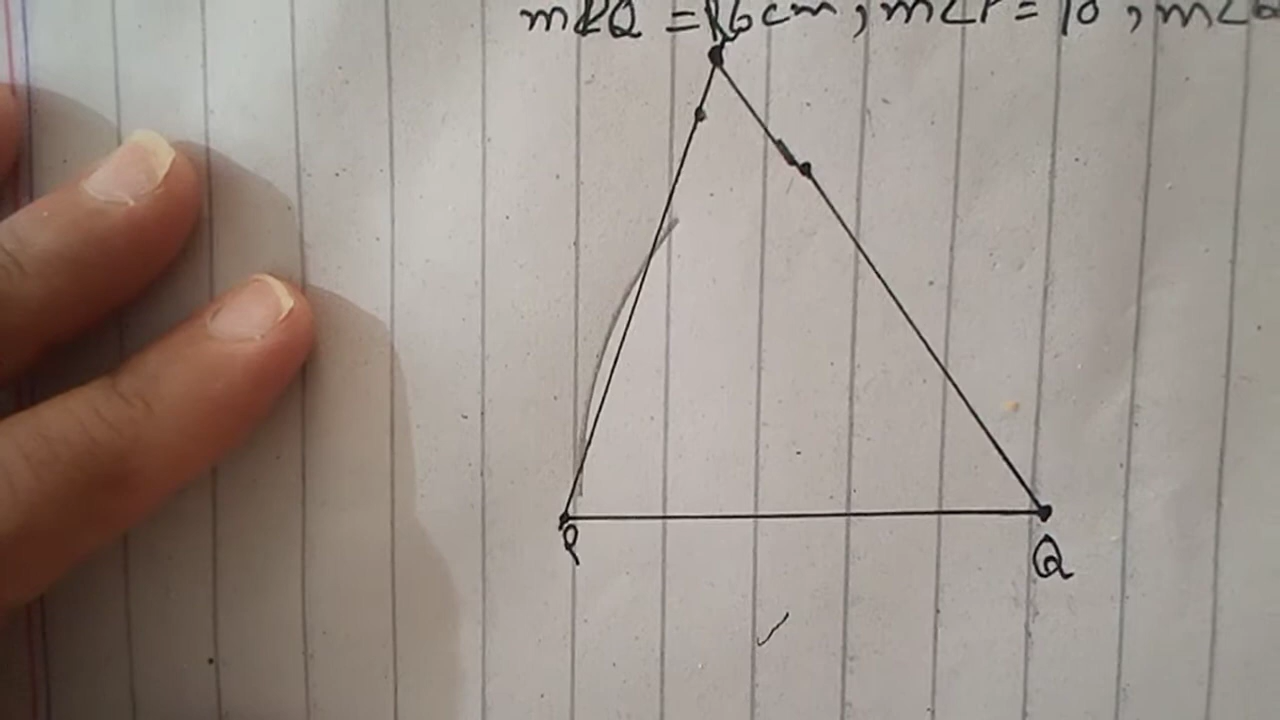 mPQ = 6cm, m∠P = 70, m∠Q
R
P
Q